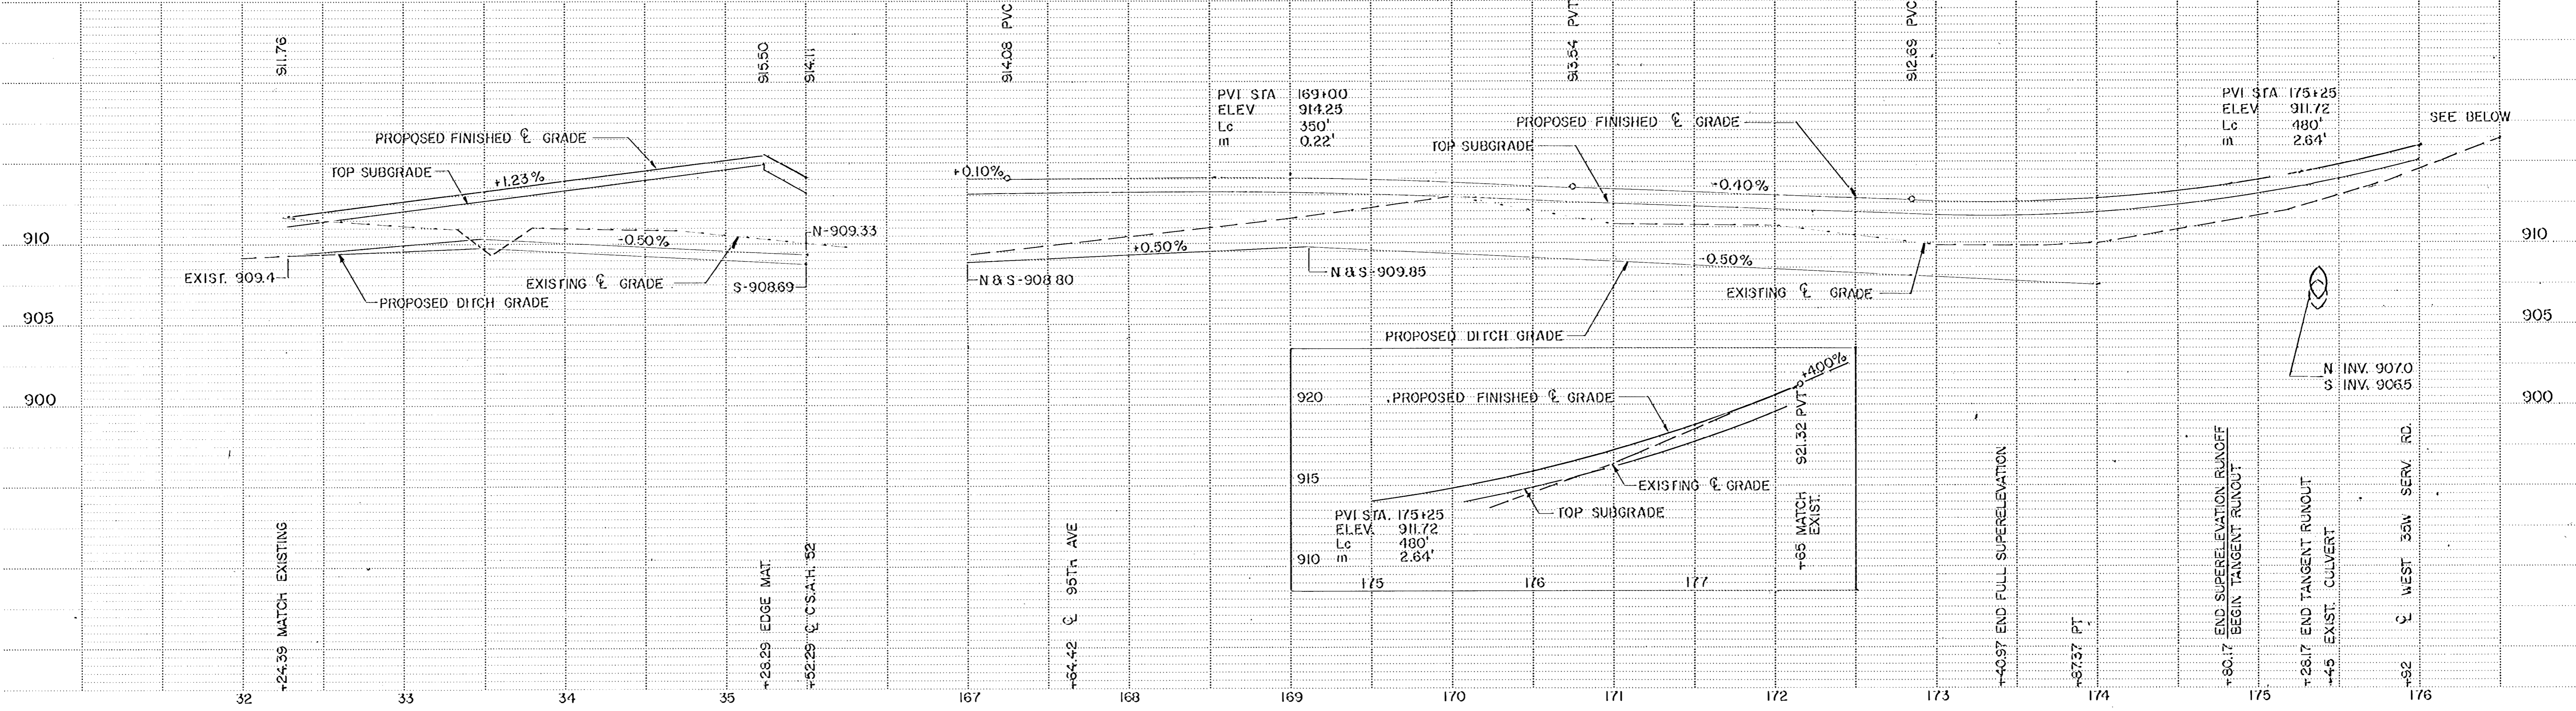 911.76
915.50
914.11
914.08 PVC
913.54 PVT
912.69 PVC
PVI STA 169+00
ELEV 914.25
Lc 350'
m 0.22'
PVI STA 175+25
ELEV 911.72
Lc 480'
m 2.64'
SEE BELOW
PROPOSED FINISHED ℄ GRADE
TOP SUBGRADE
+1.23%
PROPOSED FINISHED ℄ GRADE
TOP SUBGRADE
+0.10%
-0.40%
910
-0.50%
N-909.33
+0.50%
-0.50%
910
EXIST. 909.4
EXISTING ℄ GRADE
S-908.69
N & S-908.80
N & S-909.85
EXISTING ℄ GRADE
PROPOSED DITCH GRADE
905
PROPOSED DITCH GRADE
905
N INV. 907.0
S INV. 906.5
900
900
+4.00%
920
PROPOSED FINISHED ℄ GRADE
915
EXISTING ℄ GRADE
TOP SUBGRADE
PVI STA. 175+25
ELEV. 911.72
Lc 480'
m 2.64'
910
175 176 177
921.32 PVT
+65 MATCH
EXIST.
+24.39 MATCH EXISTING
+28.29 EDGE MAT.
+52.29 ℄ C.S.A.H. 52
+64.42 ℄ 95Th AVE
+40.97 END FULL SUPERELEVATION
+87.37 PT
+80.17 END SUPERELEVATION RUNOFF
BEGIN TANGENT RUNOUT
+28.17 END TANGENT RUNOUT
+45 EXIST. CULVERT
+92 ℄ WEST 35W SERV. RD.
32 33 34 35 167 168 169 170 171 172 173 174 175 176